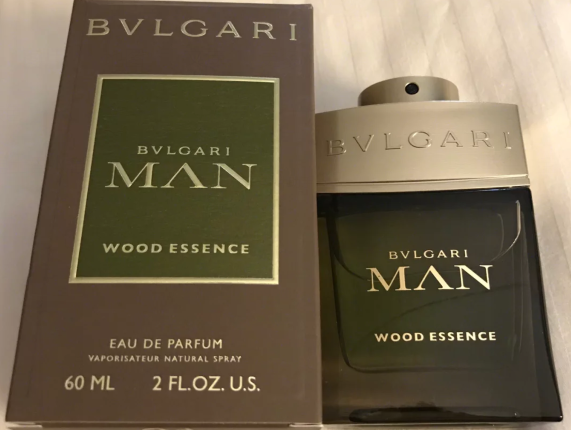 BVLGARI
BVLGARI
MAN
WOOD ESSENCE
EAU DE PARFUM
VAPORISATEUR NATURAL SPRAY
60 ML 2 FL.OZ. U.S.
BVLGARI
BVLGARI
MAN
WOOD ESSENCE